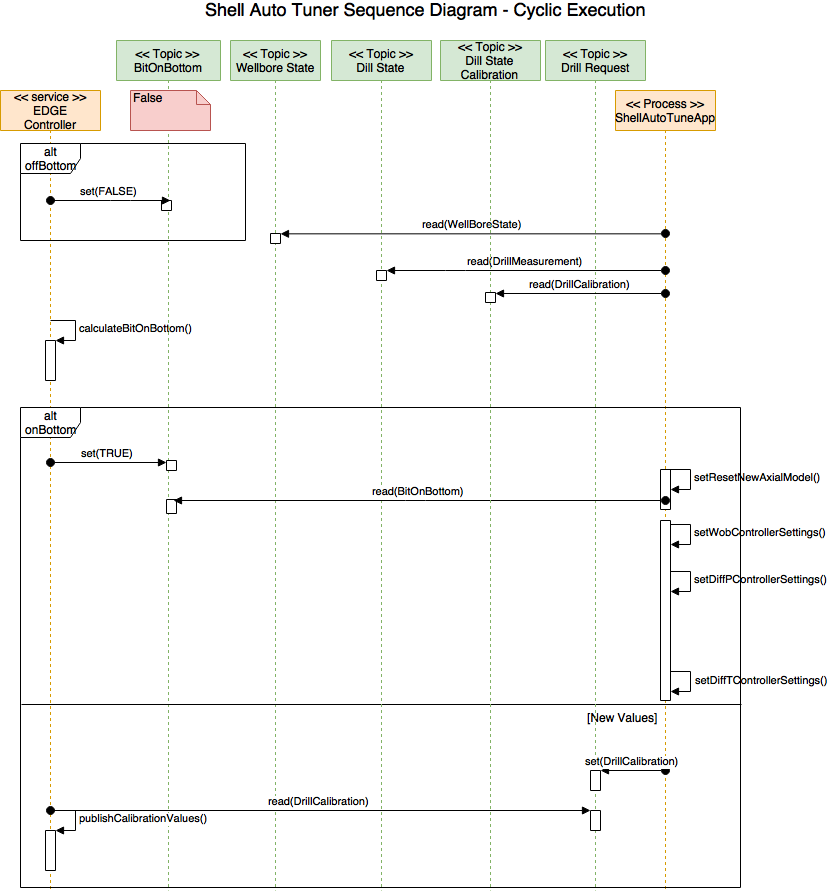 Shell Auto Tuner Sequence Diagram - Cyclic Execution
<< Topic >>
BitOnBottom
<< Topic >>
Wellbore State
<< Topic >>
Dill State
<< Topic >>
Dill State
Calibration
<< Topic >>
Drill Request
<< service >>
EDGE
Controller
False
<< Process >>
ShellAutoTuneApp
alt
offBottom
set(FALSE)
read(WellBoreState)
read(DrillMeasurement)
read(DrillCalibration)
calculateBitOnBottom()
alt
onBottom
set(TRUE)
setResetNewAxialModel()
read(BitOnBottom)
setWobControllerSettings()
setDiffPControllerSettings()
setDiffTControllerSettings()
[New Values]
set(DrillCalibration)
read(DrillCalibration)
publishCalibrationValues()